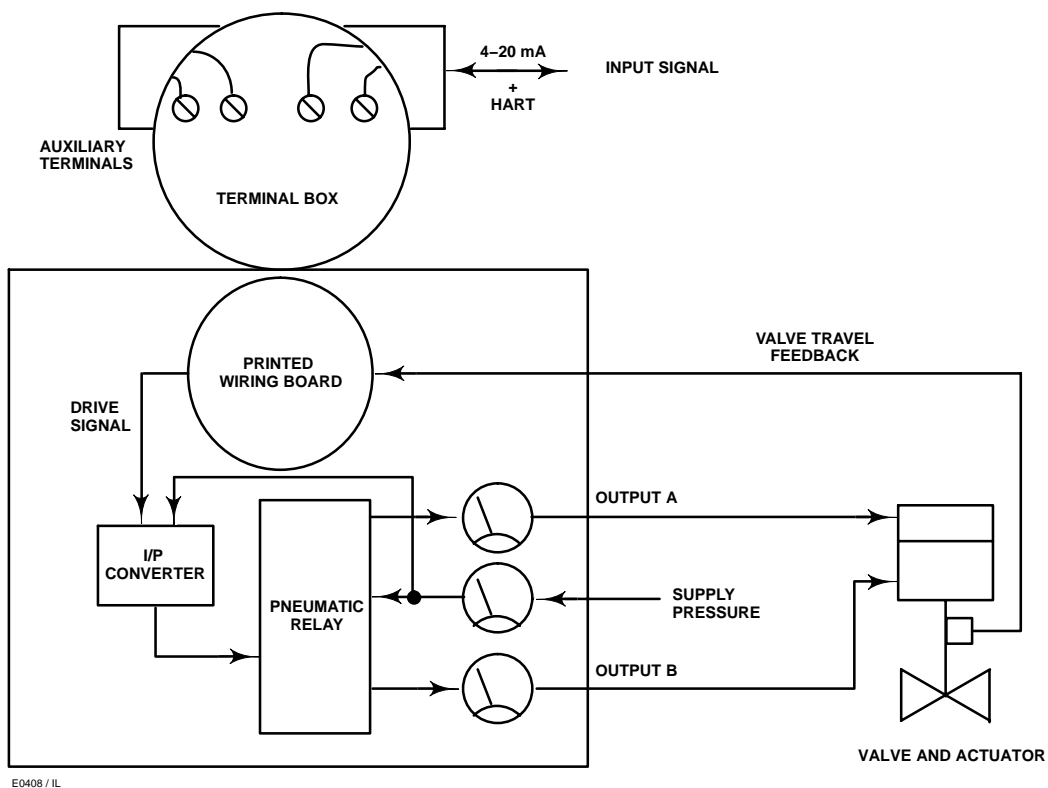 4–20 mA
+
HART
INPUT SIGNAL
AUXILIARY
TERMINALS
TERMINAL BOX
VALVE TRAVEL
FEEDBACK
PRINTED
WIRING BOARD
DRIVE
SIGNAL
OUTPUT A
I/P
CONVERTER
PNEUMATIC
RELAY
SUPPLY
PRESSURE
OUTPUT B
VALVE AND ACTUATOR
E0408 / IL